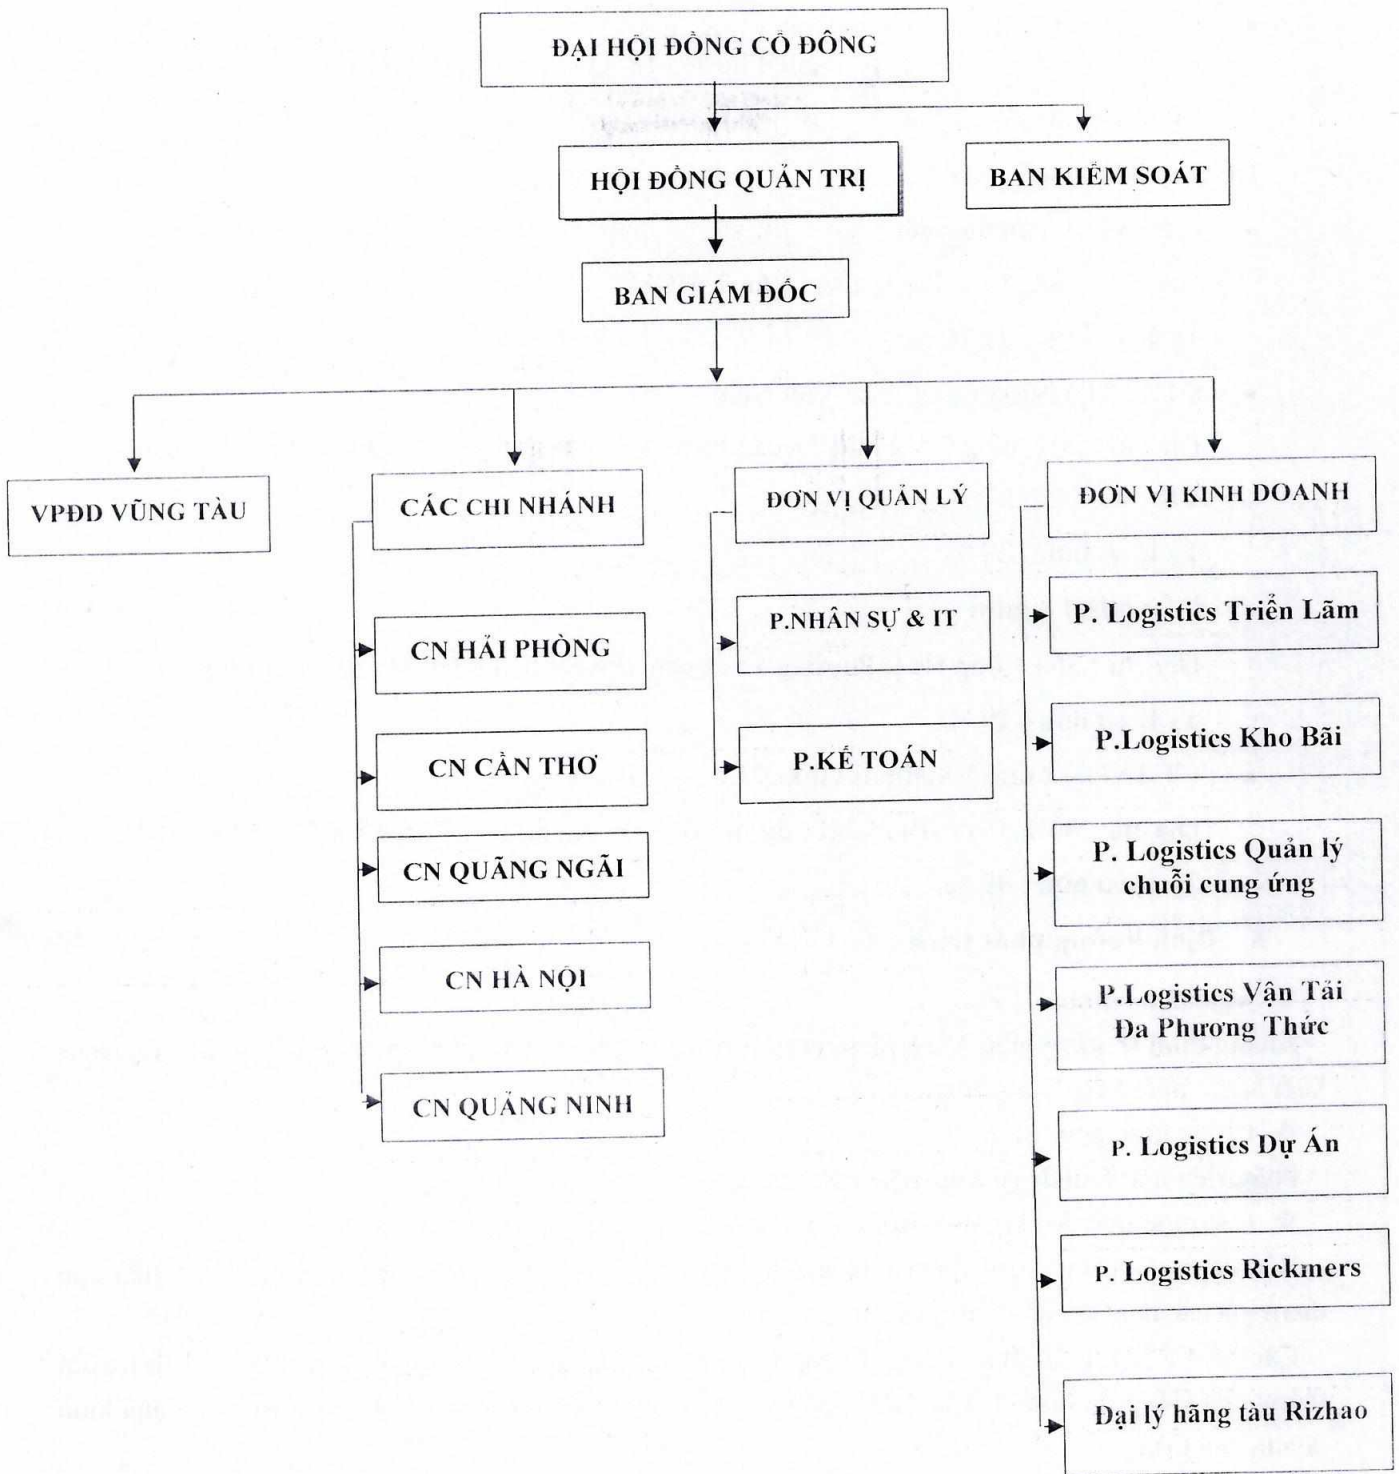 ĐẠI HỘI ĐỒNG CỔ ĐÔNG
HỘI ĐỒNG QUẢN TRỊ
BAN KIỂM SOÁT
BAN GIÁM ĐỐC
VPĐD VŨNG TÀU
CÁC CHI NHÁNH
ĐƠN VỊ QUẢN LÝ
ĐƠN VỊ KINH DOANH
CN HẢI PHÒNG
CN CẦN THƠ
CN QUÃNG NGÃI
CN HÀ NỘI
CN QUẢNG NINH
P.NHÂN SỰ & IT
P.KẾ TOÁN
P. Logistics Triển Lãm
P.Logistics Kho Bãi
P. Logistics Quản lý
chuỗi cung ứng
P.Logistics Vận Tải
Đa Phương Thức
P. Logistics Dự Án
P. Logistics Rickmers
Đại lý hãng tàu Rizhao